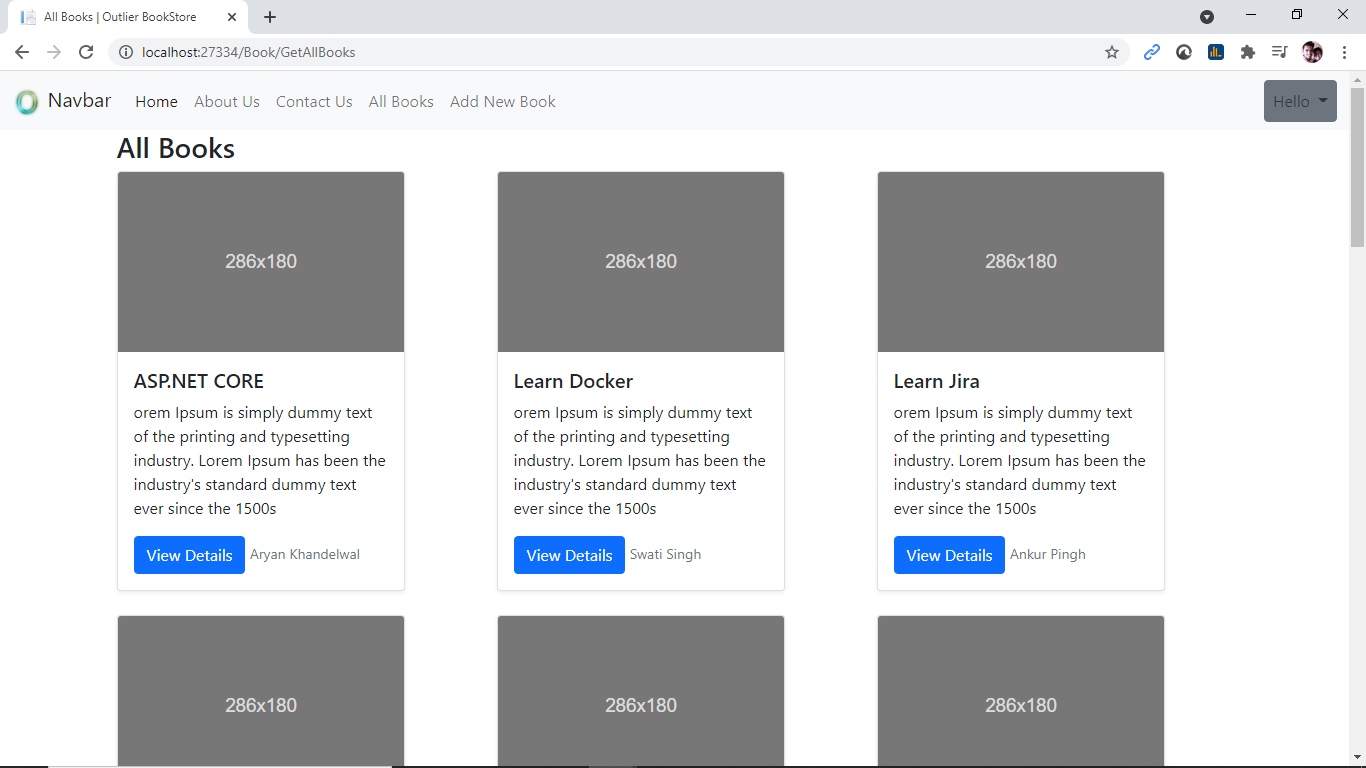 All Books | Outlier BookStore
localhost:27334/Book/GetAllBooks
Navbar Home About Us Contact Us All Books Add New Book Hello
All Books
286x180 286x180 286x180
ASP.NET CORE
orem Ipsum is simply dummy text
of the printing and typesetting
industry. Lorem Ipsum has been the
industry's standard dummy text
ever since the 1500s
View Details Aryan Khandelwal
Learn Docker
orem Ipsum is simply dummy text
of the printing and typesetting
industry. Lorem Ipsum has been the
industry's standard dummy text
ever since the 1500s
View Details Swati Singh
Learn Jira
orem Ipsum is simply dummy text
of the printing and typesetting
industry. Lorem Ipsum has been the
industry's standard dummy text
ever since the 1500s
View Details Ankur Pingh
286x180 286x180 286x180